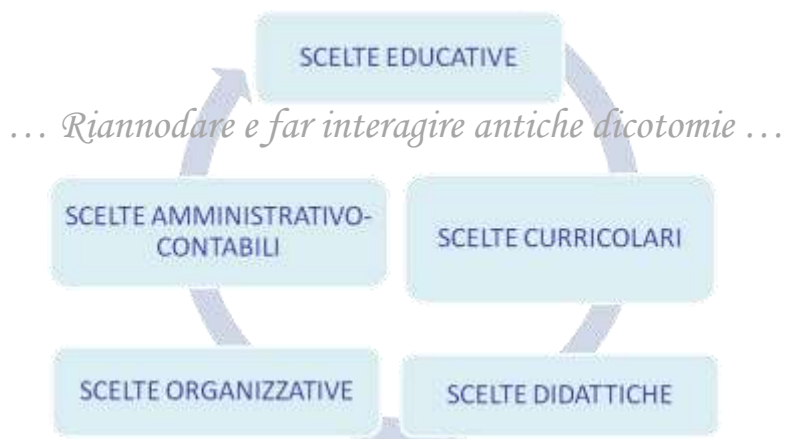 SCELTE EDUCATIVE
… Riannodare e far interagire antiche dicotomie …
SCELTE AMMINISTRATIVO-
CONTABILI
SCELTE CURRICOLARI
SCELTE ORGANIZZATIVE
SCELTE DIDATTICHE